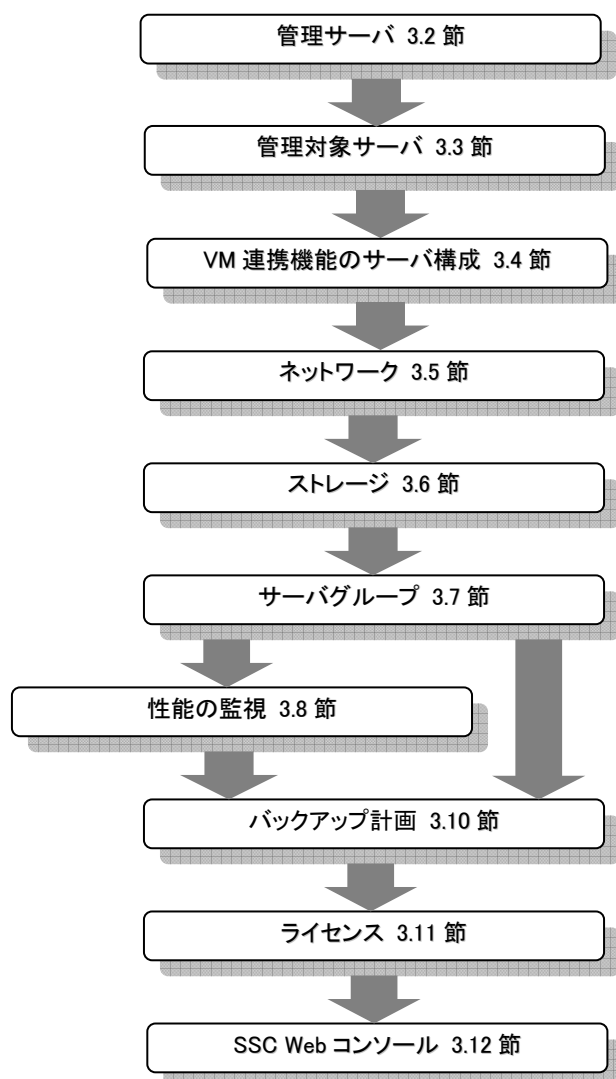 管理サーバ 3.2 節
管理対象サーバ 3.3 節
VM 連携機能のサーバ構成 3.4 節
ネットワーク 3.5 節
ストレージ 3.6 節
サーバグループ 3.7 節
性能の監視 3.8 節
バックアップ計画 3.10 節
ライセンス 3.11 節
SSC Web コンソール 3.12 節